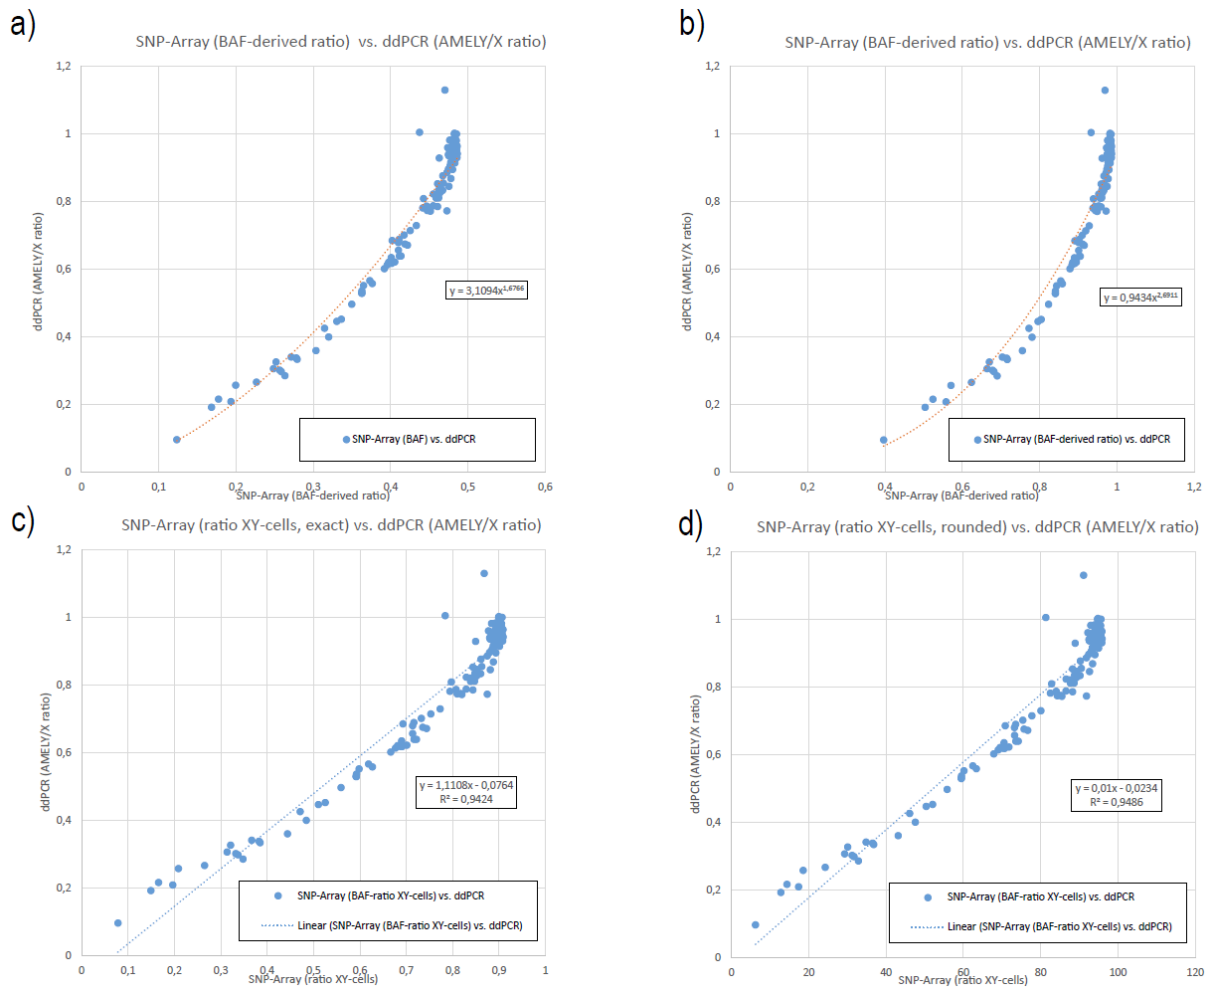 a)
SNP-Array (BAF-derived ratio) vs. ddPCR (AMELY/X ratio)
1,2
1
0,8
0,6
0,4
0,2
0
ddPCR (AMELY/X ratio)
y = 3,1094x^1,6766
SNP-Array (BAF) vs. ddPCR
0
0,1
0,2
0,3
0,4
0,5
0,6
SNP-Array (BAF-derived ratio)
b)
SNP-Array (BAF-derived ratio) vs. ddPCR (AMELY/X ratio)
1,2
1
0,8
0,6
0,4
0,2
0
ddPCR (AMELY/X ratio)
y = 0,9434x^2,6911
SNP-Array (BAF-derived ratio) vs. ddPCR
0
0,2
0,4
0,6
0,8
1
1,2
SNP-Array (BAF-derived ratio)
c)
SNP-Array (ratio XY-cells, exact) vs. ddPCR (AMELY/X ratio)
1,2
1
0,8
0,6
0,4
0,2
0
ddPCR (AMELY/X ratio)
y = 1,1108x - 0,0764
R² = 0,9424
SNP-Array (BAF-ratio XY-cells) vs. ddPCR
Linear (SNP-Array (BAF-ratio XY-cells) vs. ddPCR)
0
0,1
0,2
0,3
0,4
0,5
0,6
0,7
0,8
0,9
1
SNP-Array (ratio XY-cells)
d)
SNP-Array (ratio XY-cells, rounded) vs. ddPCR (AMELY/X ratio)
1,2
1
0,8
0,6
0,4
0,2
0
ddPCR (AMELY/X ratio)
y = 0,01x - 0,0234
R² = 0,9486
SNP-Array (BAF-ratio XY-cells) vs. ddPCR
Linear (SNP-Array (BAF-ratio XY-cells) vs. ddPCR)
0
20
40
60
80
100
120
SNP-Array (ratio XY-cells)